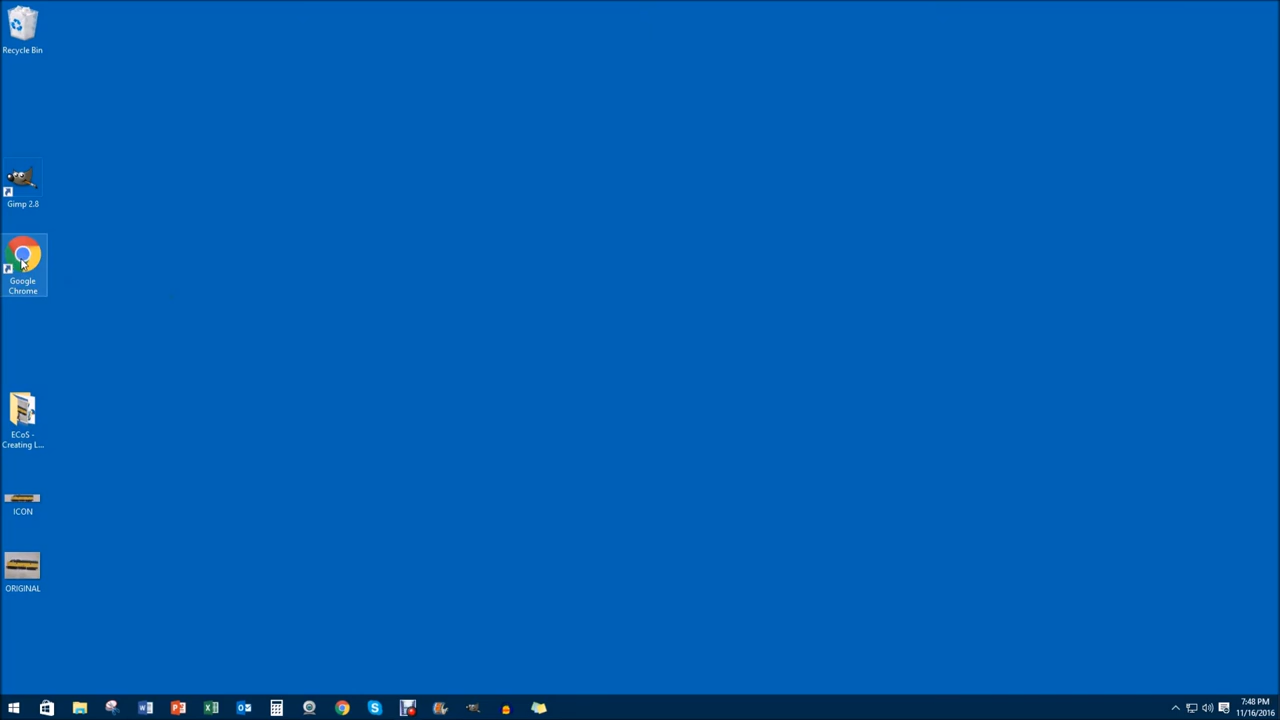 Recycle Bin
Gimp 2.8
Google
Chrome
ECoS -
Creating L...
ICON
ORIGINAL
7:48 PM
11/16/2016